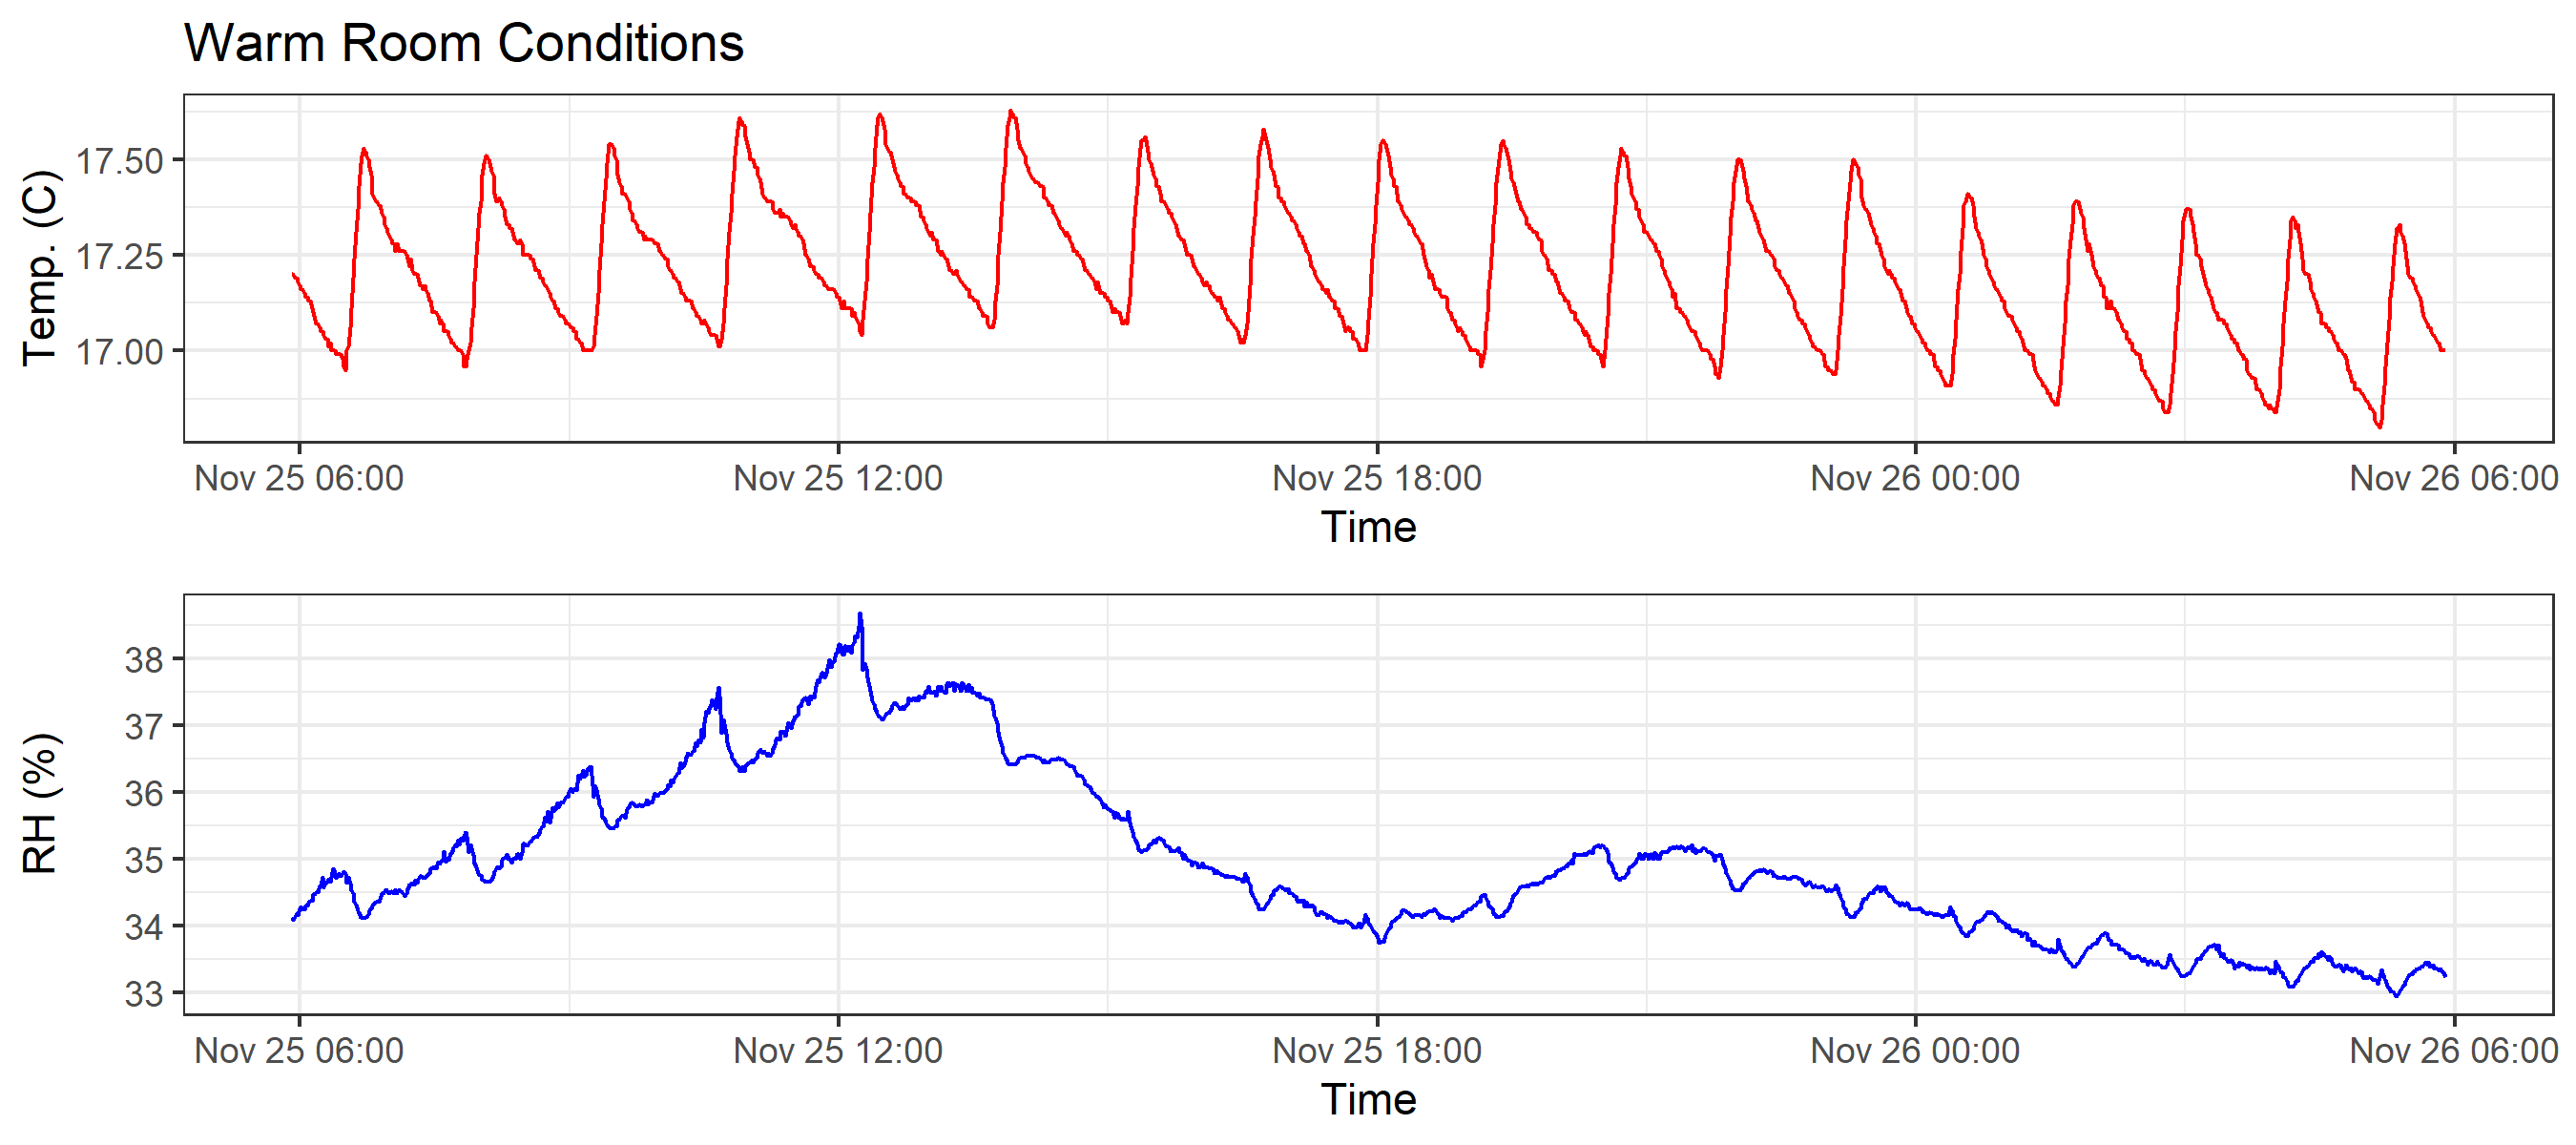 Warm Room Conditions
Temp. (C)
17.50
17.25
17.00
Nov 25 06:00 Nov 25 12:00 Nov 25 18:00 Nov 26 00:00 Nov 26 06:00
Time
RH (%)
38
37
36
35
34
33
Nov 25 06:00 Nov 25 12:00 Nov 25 18:00 Nov 26 00:00 Nov 26 06:00
Time